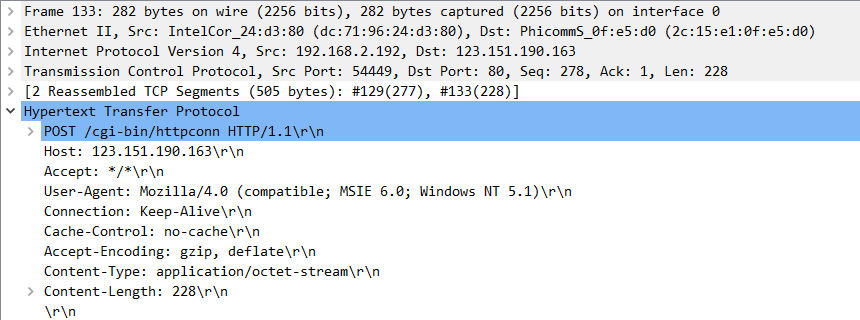 Frame 133: 282 bytes on wire (2256 bits), 282 bytes captured (2256 bits) on interface 0
Ethernet II, Src: IntelCor_24:d3:80 (dc:71:96:24:d3:80), Dst: PhicommS_0f:e5:d0 (2c:15:e1:0f:e5:d0)
Internet Protocol Version 4, Src: 192.168.2.192, Dst: 123.151.190.163
Transmission Control Protocol, Src Port: 54449, Dst Port: 80, Seq: 278, Ack: 1, Len: 228
[2 Reassembled TCP Segments (505 bytes): #129(277), #133(228)]
Hypertext Transfer Protocol
POST /cgi-bin/httpconn HTTP/1.1\r\n
Host: 123.151.190.163\r\n
Accept: */*\r\n
User-Agent: Mozilla/4.0 (compatible; MSIE 6.0; Windows NT 5.1)\r\n
Connection: Keep-Alive\r\n
Cache-Control: no-cache\r\n
Accept-Encoding: gzip, deflate\r\n
Content-Type: application/octet-stream\r\n
Content-Length: 228\r\n
\r\n